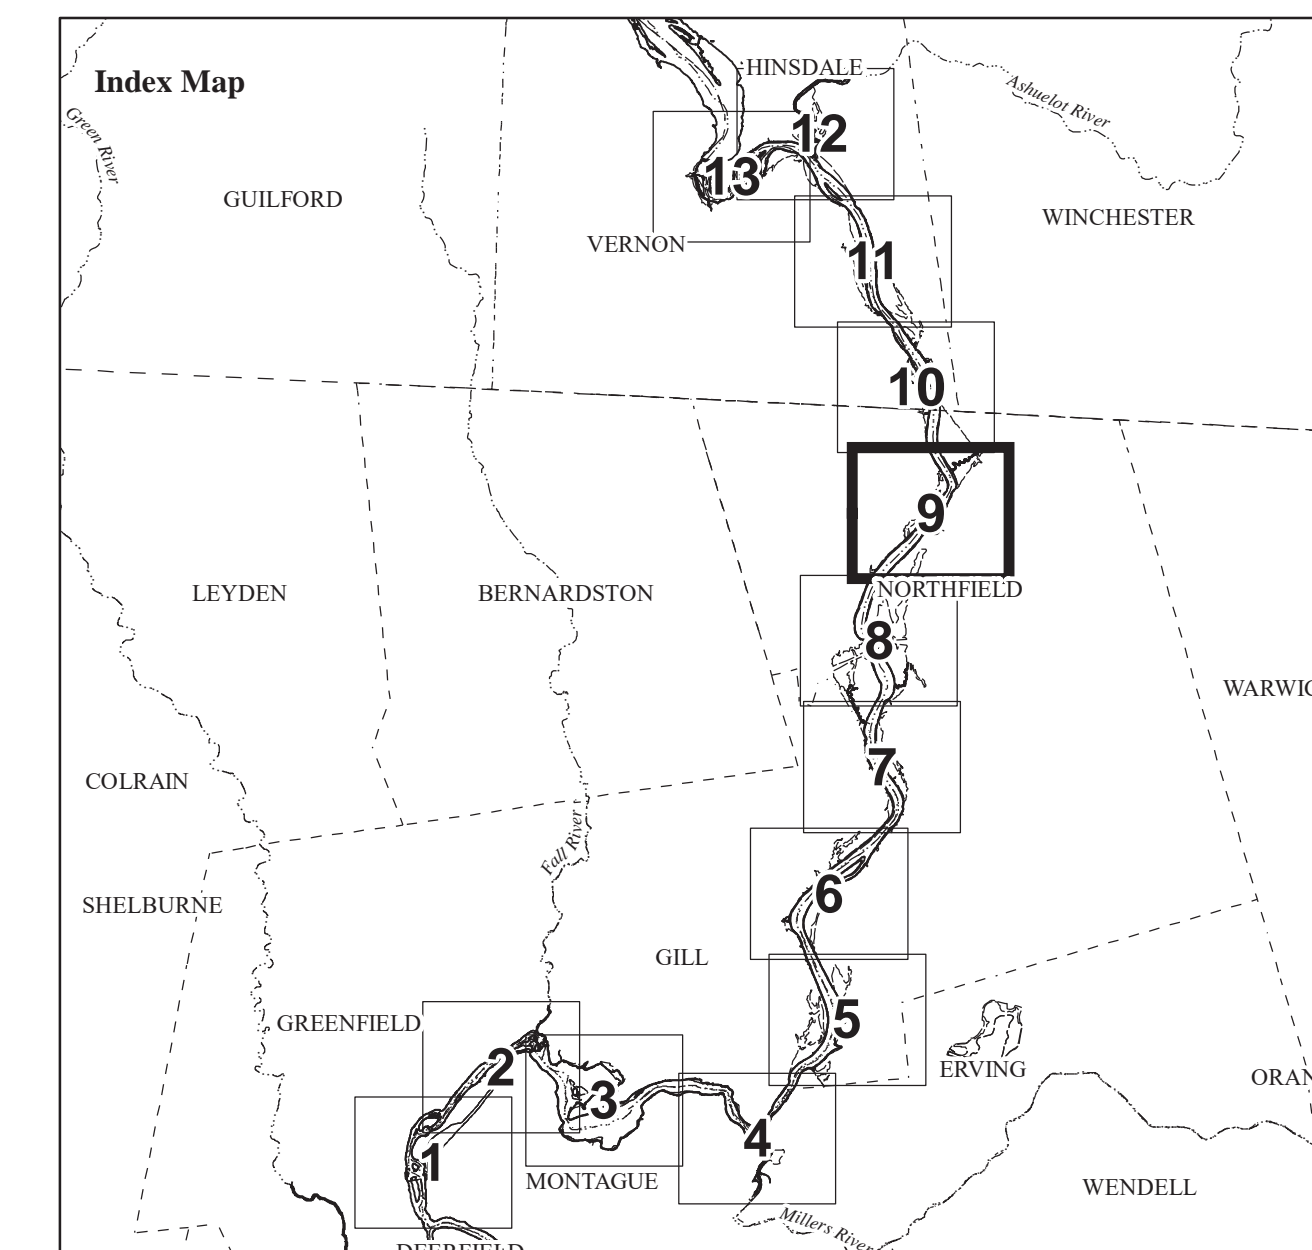 HINSDALE
Index Map
Ashuelot River
Green River
12
13
GUILFORD
WINCHESTER
VERNON
11
10
9
LEYDEN
BERNARDSTON
NORTHFIELD
8
WARWIC
7
COLRAIN
Fall River
6
SHELBURNE
GILL
5
GREENFIELD
2
ERVING
ORAN
3
4
1
MONTAGUE
WENDELL
Millers River
DEERFIELD